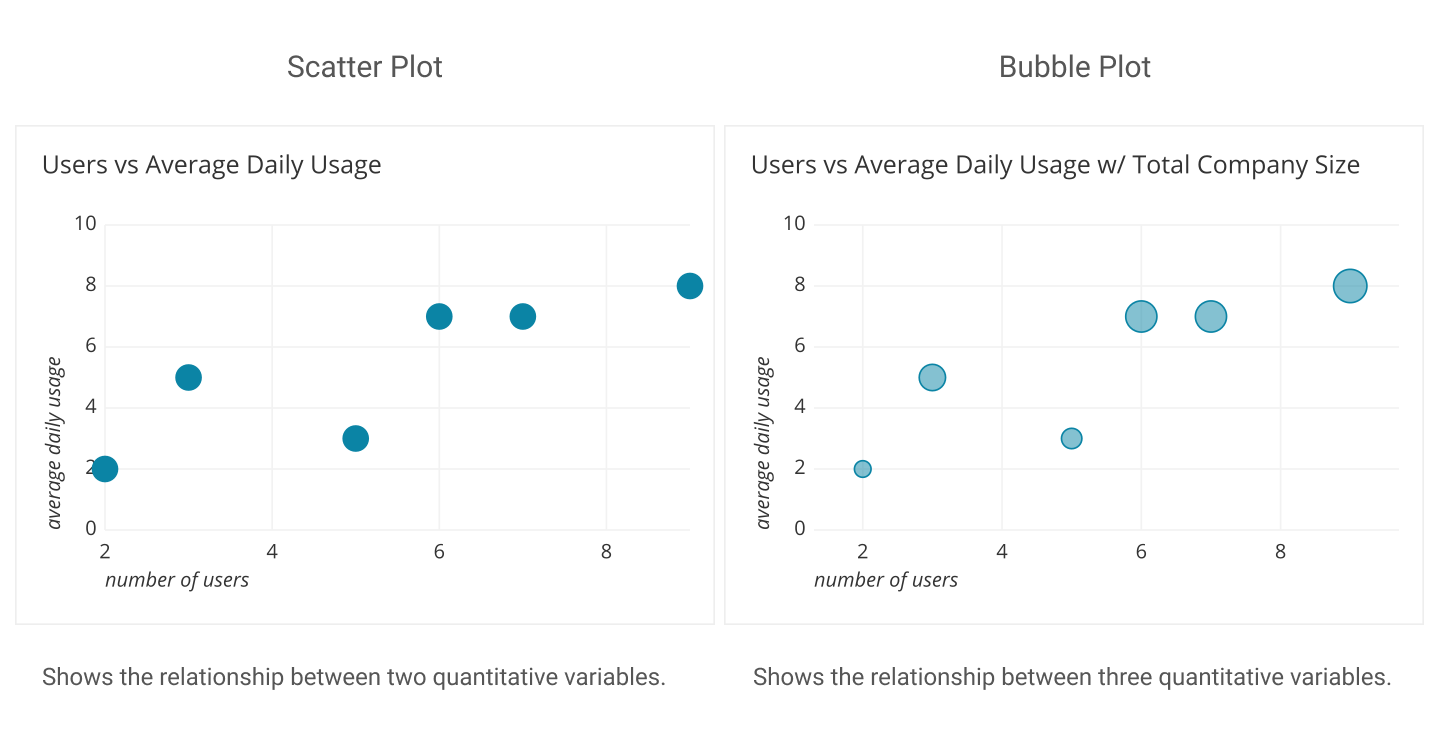 Scatter Plot
Users vs Average Daily Usage
10
8
6
4
2
0
average daily usage
2 4 6 8
number of users
Shows the relationship between two quantitative variables.
Bubble Plot
Users vs Average Daily Usage w/ Total Company Size
10
8
6
4
2
0
average daily usage
2 4 6 8
number of users
Shows the relationship between three quantitative variables.